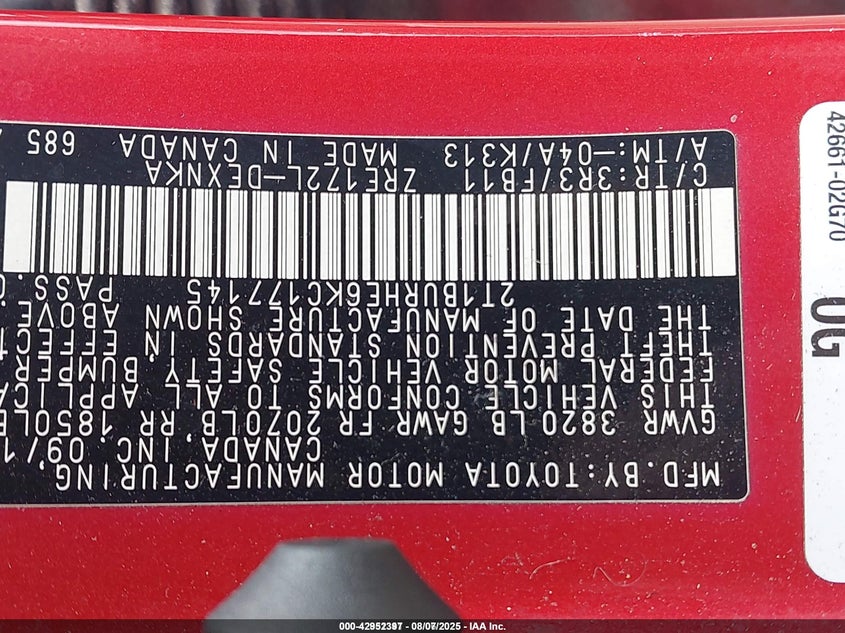 MFD.BY:TOYOTA MOTOR MANUFACTURING
CANADA, INC. 09/1
GVWR 3820 LB GAWR FR 2070LB, RR 1850LB
THIS VEHICLE CONFORMS TO ALL APPLICA
FEDERAL MOTOR VEHICLE SAFETY, BUMPER
THEFT PREVENTION STANDARDS IN EFFECT
THE DATE OF MANUFACTURE SHOWN ABOVE.
2T1BURHE6KC177145 PASS.
C/TR:3R3/FB11 ZRE172L-DEXNKA
A/TM:-04A/K313 MADE IN CANADA 685
42661-02G70
0G
000-42952397 - 08/07/2025 - IAA Inc.